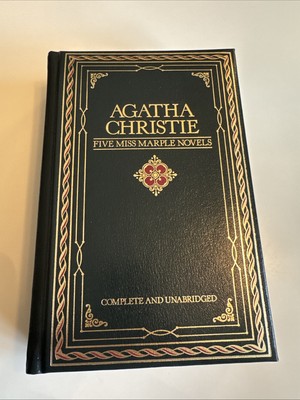 AGATHA
CHRISTIE
FIVE MISS MARPLE NOVELS
COMPLETE AND UNABRIDGED